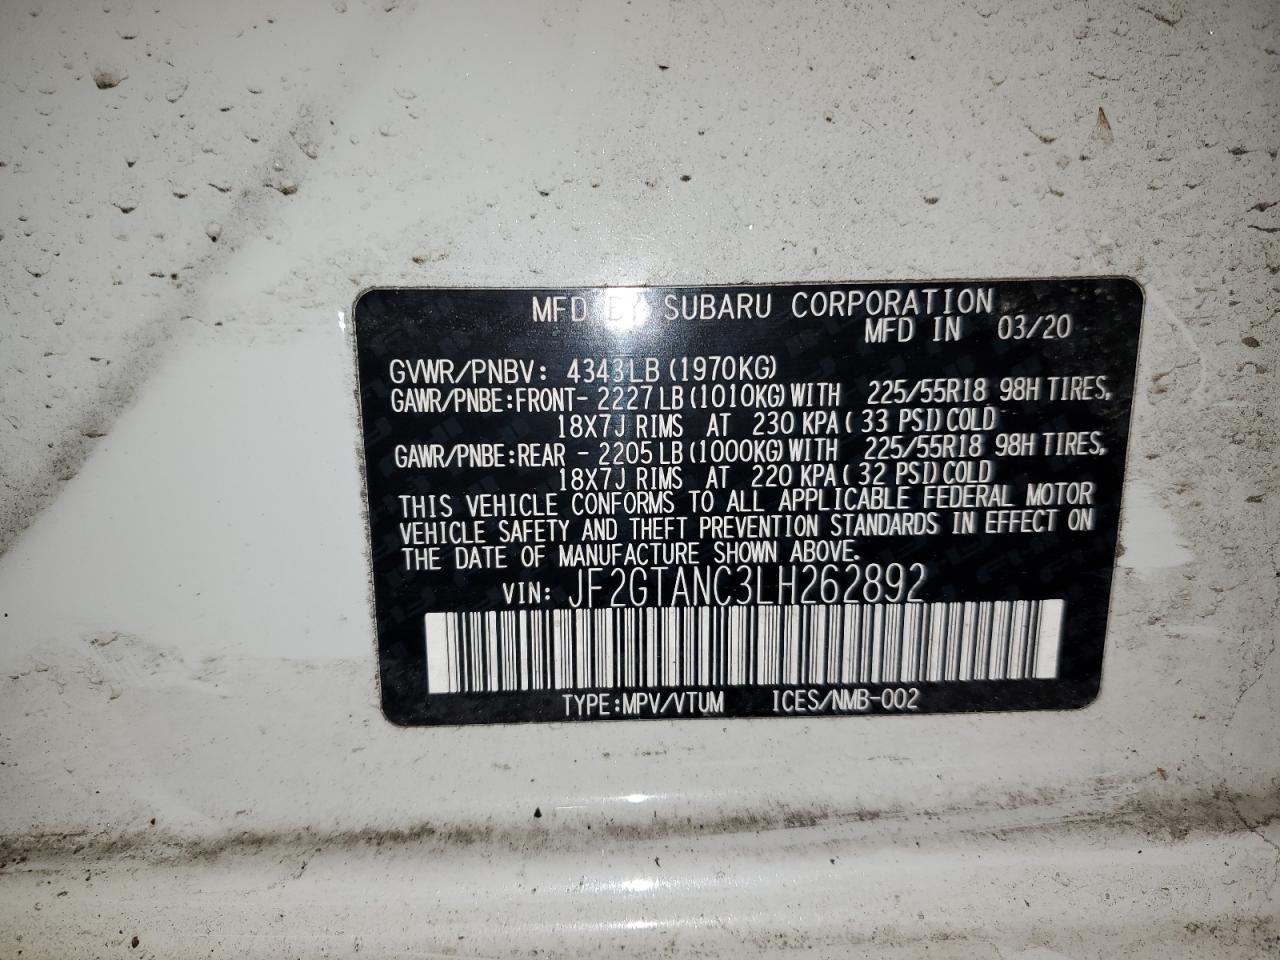 MFD BY SUBARU CORPORATION
MFD IN 03/20
GVWR/PNBV: 4343LB (1970KG)
GAWR/PNBE:FRONT- 2227 LB (1010KG) WITH 225/55R18 98H TIRES,
18X7J RIMS AT 230 KPA ( 33 PSI) COLD
GAWR/PNBE:REAR - 2205 LB (1000KG) WITH 225/55R18 98H TIRES,
18X7J RIMS AT 220 KPA ( 32 PSI) COLD
THIS VEHICLE CONFORMS TO ALL APPLICABLE FEDERAL MOTOR
VEHICLE SAFETY AND THEFT PREVENTION STANDARDS IN EFFECT ON
THE DATE OF MANUFACTURE SHOWN ABOVE.
VIN: JF2GTANC3LH262892
TYPE:MPV/VTUM ICES/NMB-002